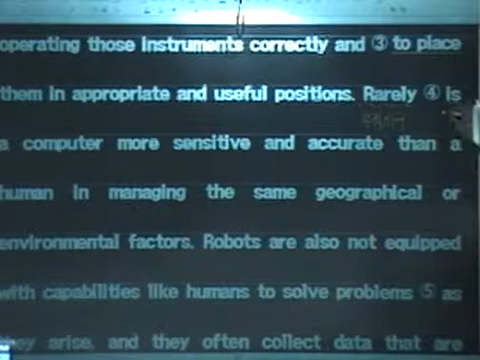 operating those instruments correctly and ③ to place
them in appropriate and useful positions. Rarely ④ is
a computer more sensitive and accurate than a
human in managing the same geographical or
environmental factors. Robots are also not equipped
with capabilities like humans to solve problems ⑤ as
they arise, and they often collect data that are